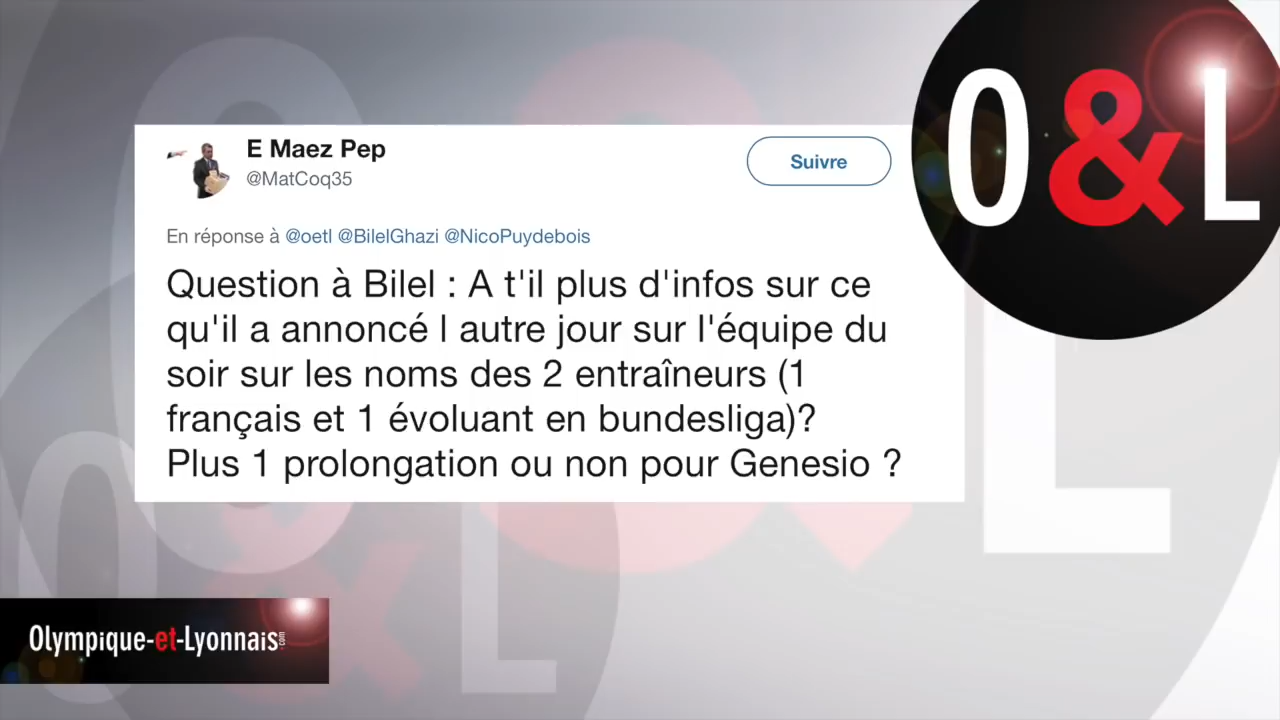 O&L
E Maez Pep
@MatCoq35
Suivre
En réponse à @oetl @BilelGhazi @NicoPuydebois
Question à Bilel : A t'il plus d'infos sur ce
qu'il a annoncé l autre jour sur l'équipe du
soir sur les noms des 2 entraîneurs (1
français et 1 évoluant en bundesliga)?
Plus 1 prolongation ou non pour Genesio ?
Olympique-et-Lyonnais.com